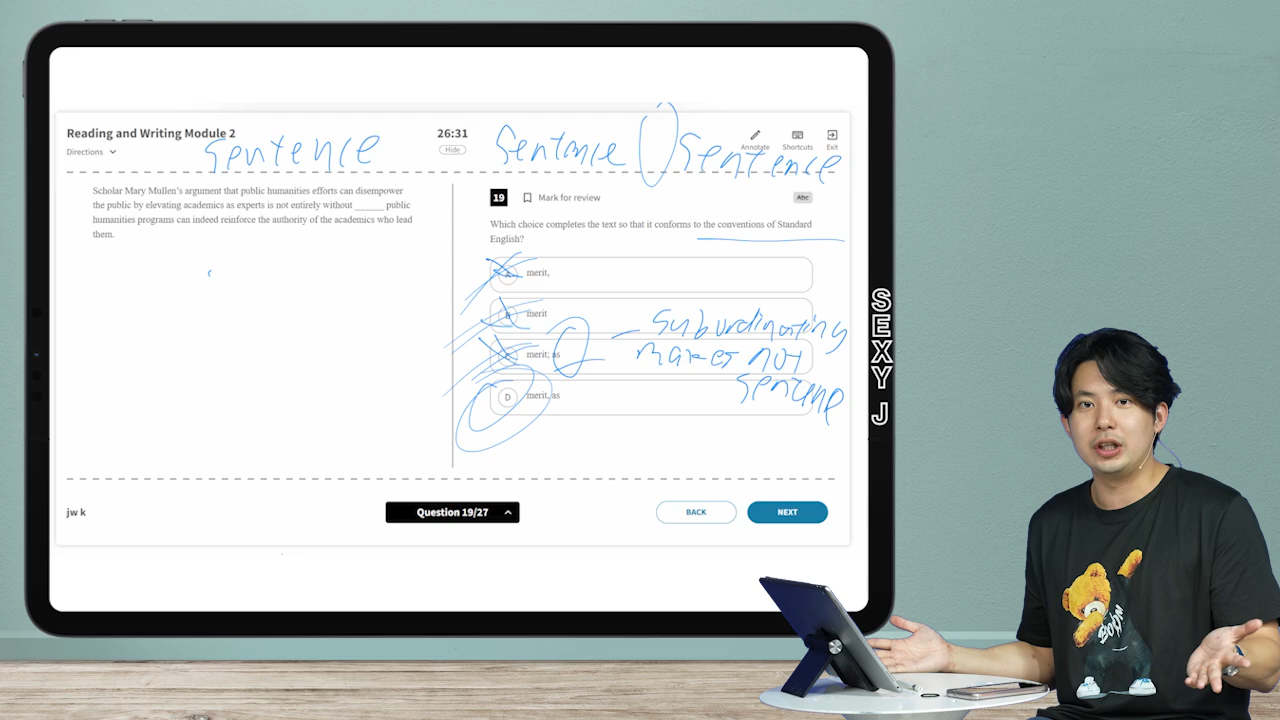 Reading and Writing Module 2
Directions
26:31
Hide
Annotate
Shortcuts
Exit
Sentence
Sentence () Sentence
Scholar Mary Mullen's argument that public humanities efforts can disempower
the public by elevating academics as experts is not entirely without ______ public
humanities programs can indeed reinforce the authority of the academics who lead
them.
19
Mark for review
Abc
Which choice completes the text so that it conforms to the conventions of Standard
English?
A merit,
B merit
merit; as
D merit, as
- Subordinating
makes not
sentence
jw k
Question 19/27
BACK
NEXT
SEXY J
BOOM